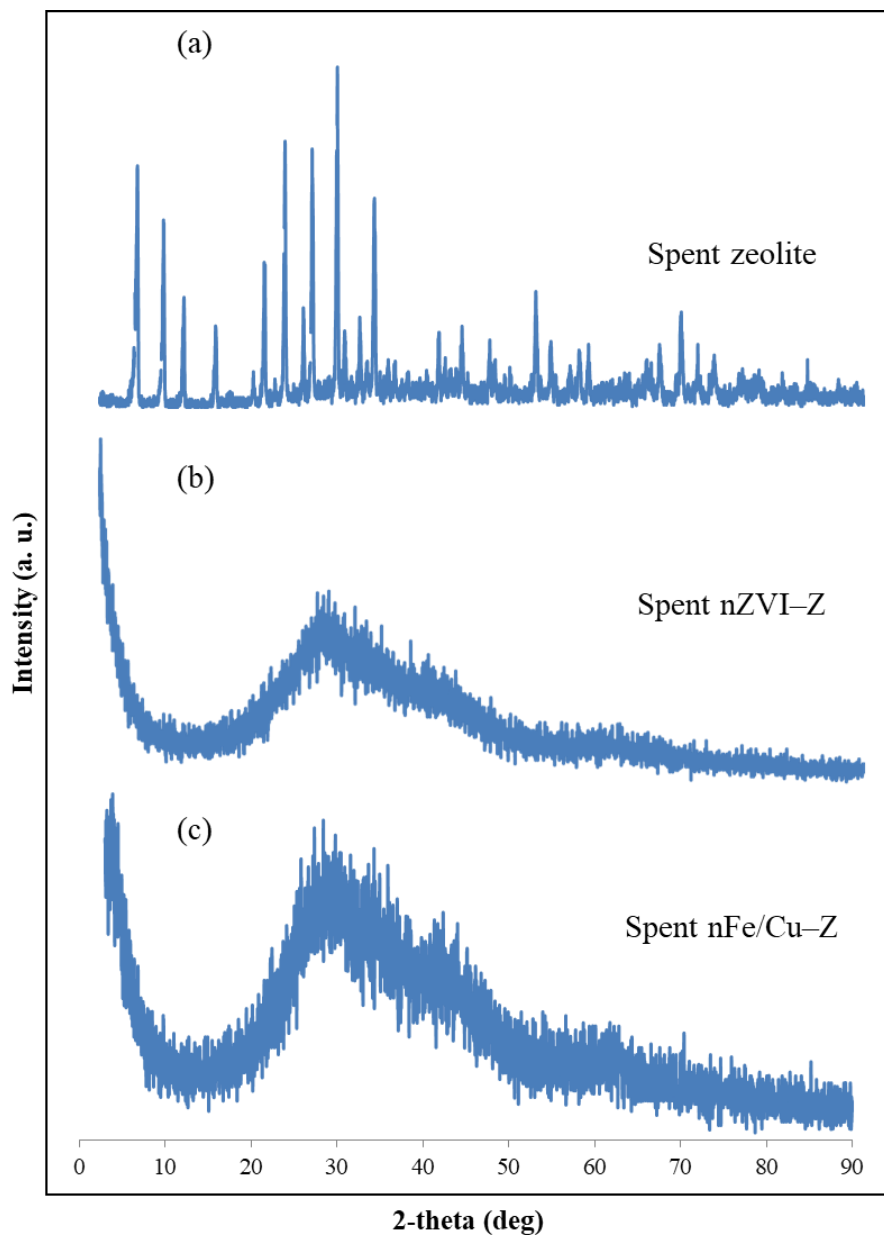 (a)
Spent zeolite
(b)
Spent nZVI–Z
(c)
Spent nFe/Cu–Z
Intensity (a. u.)
0 10 20 30 40 50 60 70 80 90
2-theta (deg)